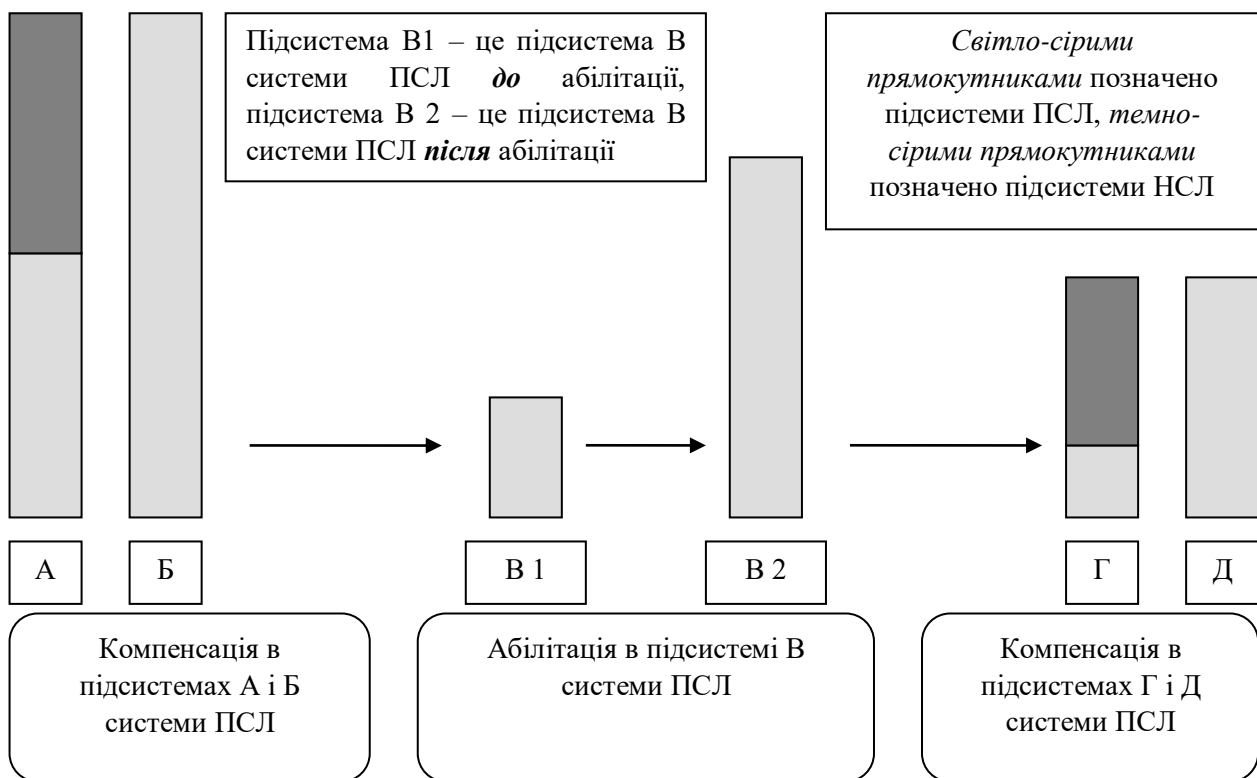 Підсистема В1 – це підсистема В
системи ПСЛ до абілітації,
підсистема В 2 – це підсистема В
системи ПСЛ після абілітації
Світло-сірими
прямокутниками позначено
підсистеми ПСЛ, темно-
сірими прямокутниками
позначено підсистеми НСЛ
А
Б
В 1
В 2
Г
Д
Компенсація в
підсистемах А і Б
системи ПСЛ
Абілітація в підсистемі В
системи ПСЛ
Компенсація в
підсистемах Г і Д
системи ПСЛ